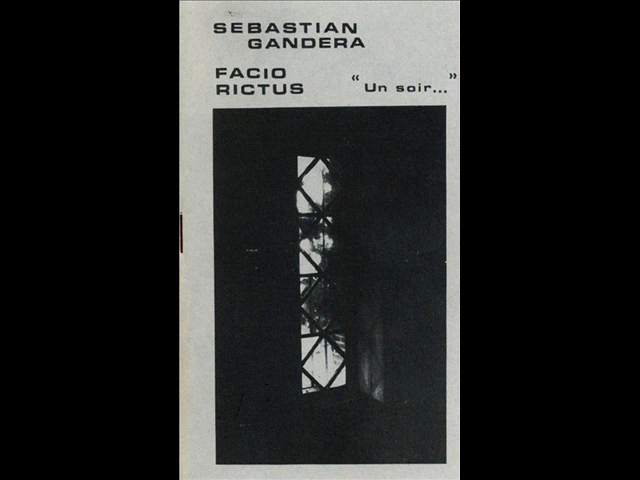 SEBASTIAN
GANDERA
FACIO
RICTUS
« Un soir... »